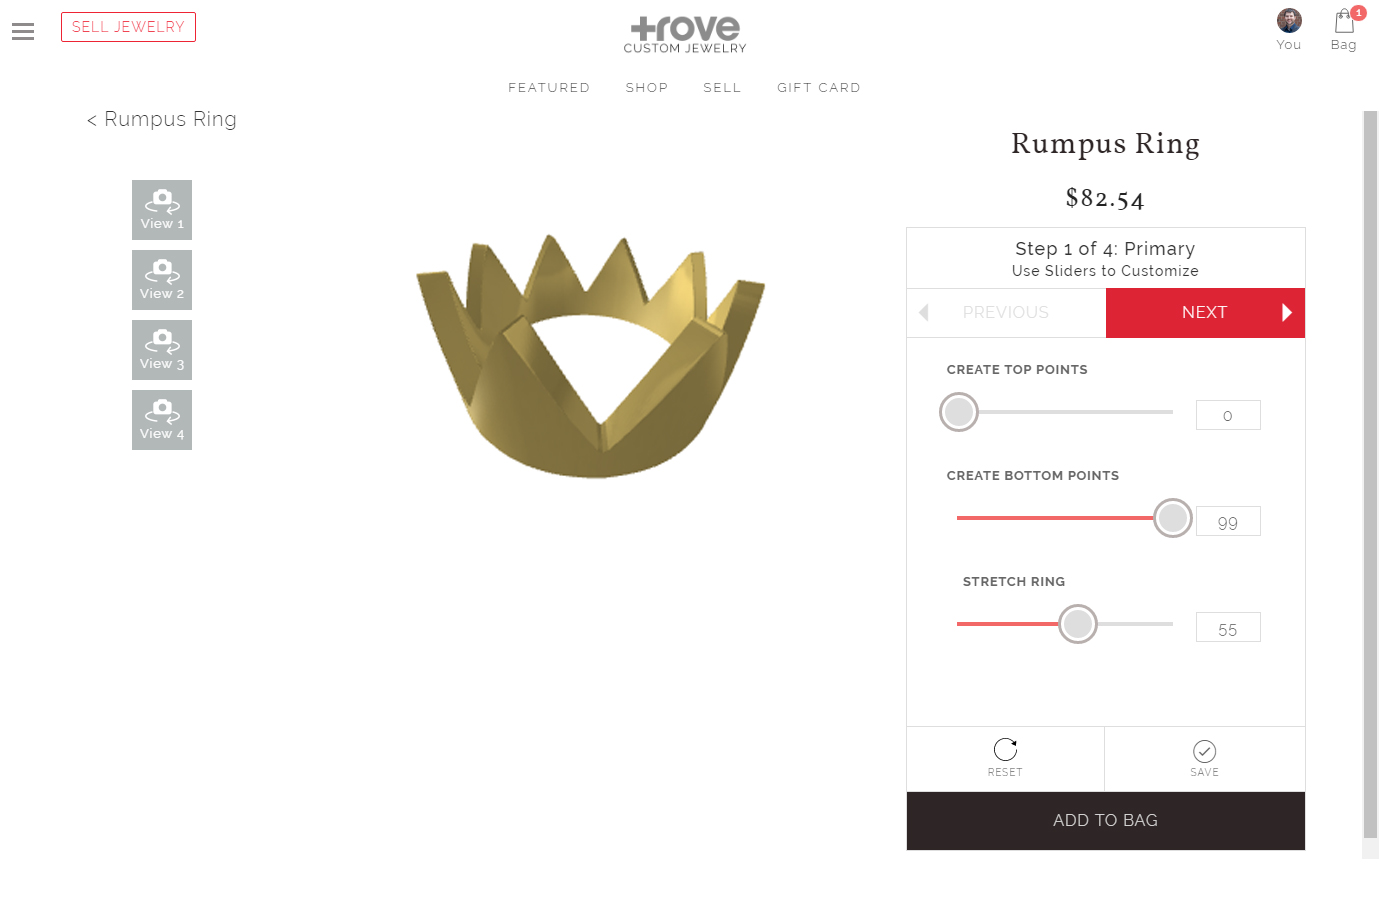 SELL JEWELRY
trove
CUSTOM JEWELRY
You
1
Bag
FEATURED SHOP SELL GIFT CARD
< Rumpus Ring
View 1
View 2
View 3
View 4
Rumpus Ring
$82.54
Step 1 of 4: Primary
Use Sliders to Customize
PREVIOUS NEXT
CREATE TOP POINTS
0
CREATE BOTTOM POINTS
99
STRETCH RING
55
RESET SAVE
ADD TO BAG